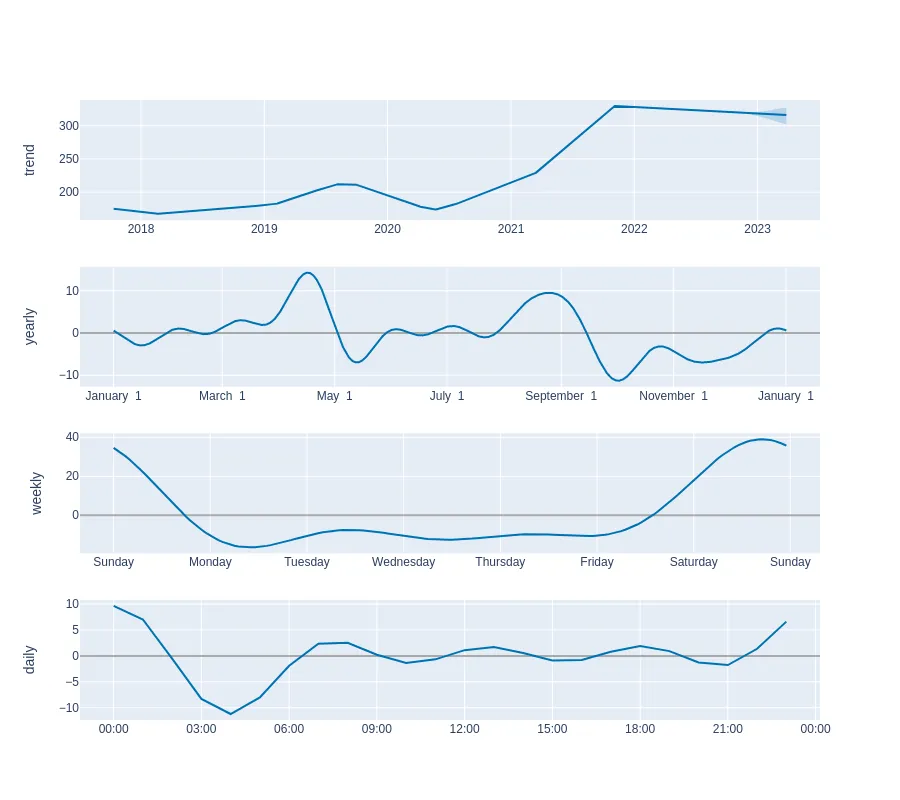 trend
300
250
200
2018 2019 2020 2021 2022 2023
yearly
10
0
−10
January 1 March 1 May 1 July 1 September 1 November 1 January 1
weekly
40
20
0
Sunday Monday Tuesday Wednesday Thursday Friday Saturday Sunday
daily
10
5
0
−5
−10
00:00 03:00 06:00 09:00 12:00 15:00 18:00 21:00 00:00